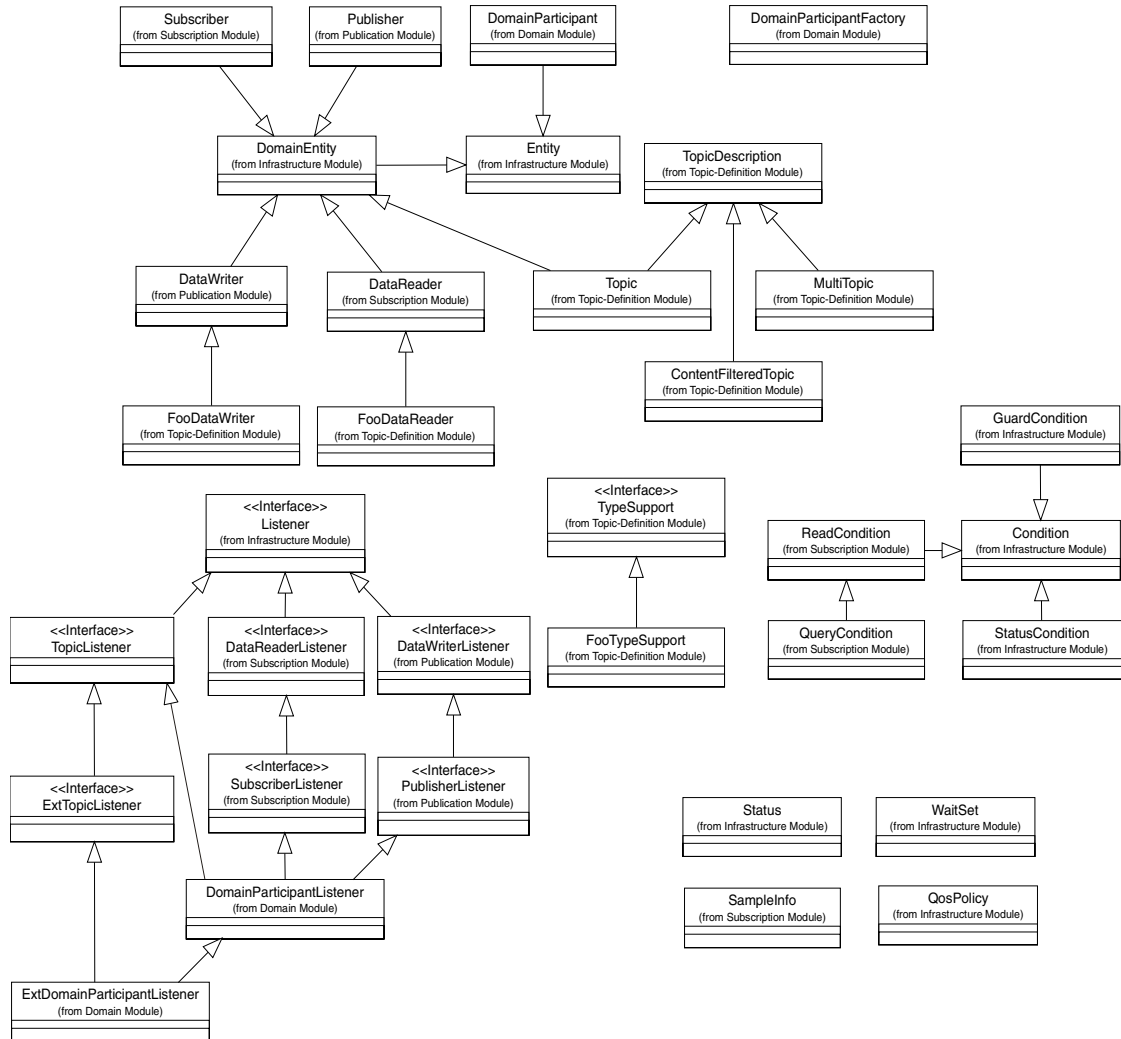 Subscriber
(from Subscription Module)
Publisher
(from Publication Module)
DomainParticipant
(from Domain Module)
DomainParticipantFactory
(from Domain Module)
DomainEntity
(from Infrastructure Module)
Entity
(from Infrastructure Module)
TopicDescription
(from Topic-Definition Module)
DataWriter
(from Publication Module)
DataReader
(from Subscription Module)
Topic
(from Topic-Definition Module)
MultiTopic
(from Topic-Definition Module)
ContentFilteredTopic
(from Topic-Definition Module)
FooDataWriter
(from Topic-Definition Module)
FooDataReader
(from Topic-Definition Module)
GuardCondition
(from Infrastructure Module)
<<Interface>>
Listener
(from Infrastructure Module)
<<Interface>>
TypeSupport
(from Topic-Definition Module)
ReadCondition
(from Subscription Module)
Condition
(from Infrastructure Module)
<<Interface>>
TopicListener
<<Interface>>
DataReaderListener
(from Subscription Module)
<<Interface>>
DataWriterListener
(from Publication Module)
FooTypeSupport
(from Topic-Definition Module)
QueryCondition
(from Subscription Module)
StatusCondition
(from Infrastructure Module)
<<Interface>>
ExtTopicListener
<<Interface>>
SubscriberListener
(from Subscription Module)
<<Interface>>
PublisherListener
(from Publication Module)
Status
(from Infrastructure Module)
WaitSet
(from Infrastructure Module)
DomainParticipantListener
(from Domain Module)
SampleInfo
(from Subscription Module)
QosPolicy
(from Infrastructure Module)
ExtDomainParticipantListener
(from Domain Module)